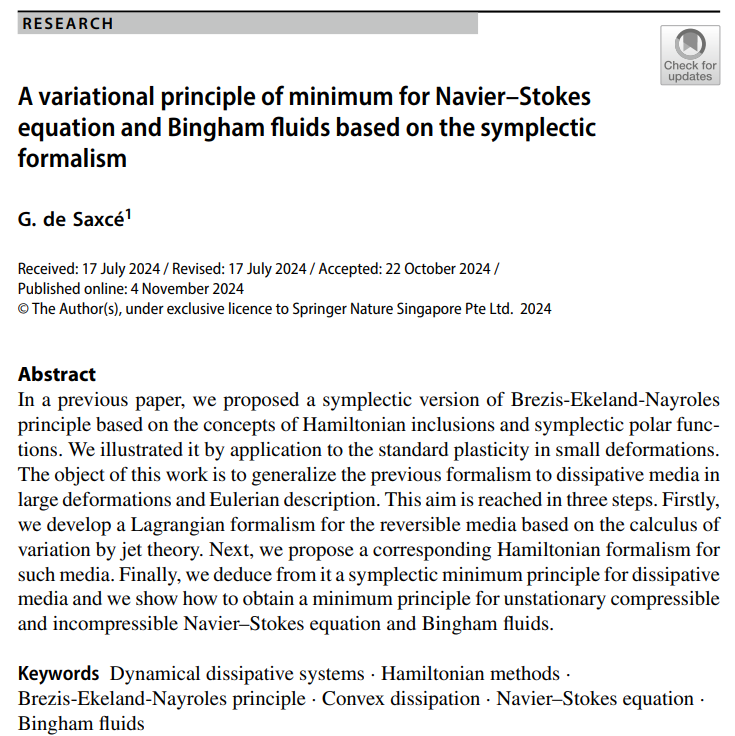 RESEARCH
Check for
updates
A variational principle of minimum for Navier–Stokes
equation and Bingham fluids based on the symplectic
formalism
G. de Saxcé1
Received: 17 July 2024 / Revised: 17 July 2024 / Accepted: 22 October 2024 /
Published online: 4 November 2024
© The Author(s), under exclusive licence to Springer Nature Singapore Pte Ltd. 2024
Abstract
In a previous paper, we proposed a symplectic version of Brezis-Ekeland-Nayroles
principle based on the concepts of Hamiltonian inclusions and symplectic polar func-
tions. We illustrated it by application to the standard plasticity in small deformations.
The object of this work is to generalize the previous formalism to dissipative media in
large deformations and Eulerian description. This aim is reached in three steps. Firstly,
we develop a Lagrangian formalism for the reversible media based on the calculus of
variation by jet theory. Next, we propose a corresponding Hamiltonian formalism for
such media. Finally, we deduce from it a symplectic minimum principle for dissipative
media and we show how to obtain a minimum principle for unstationary compressible
and incompressible Navier–Stokes equation and Bingham fluids.
Keywords Dynamical dissipative systems · Hamiltonian methods ·
Brezis-Ekeland-Nayroles principle · Convex dissipation · Navier–Stokes equation ·
Bingham fluids